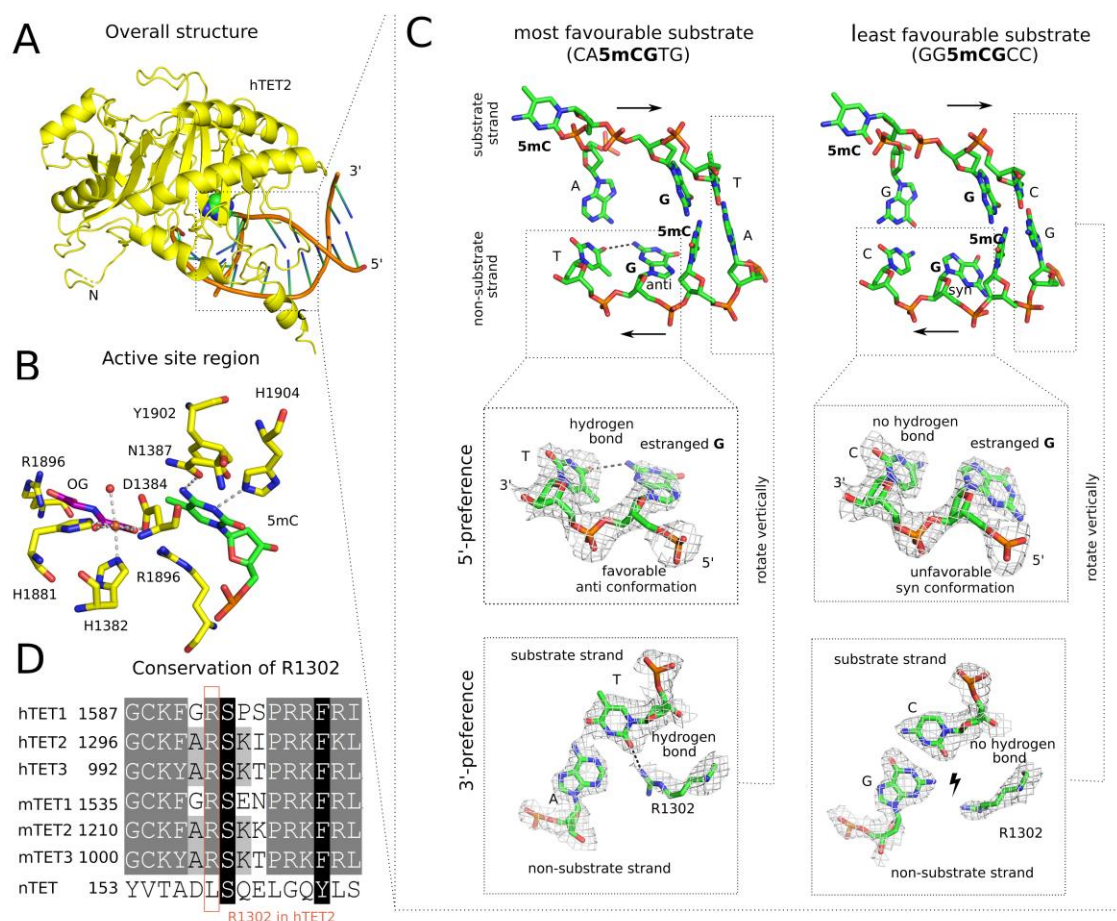 A
Overall structure
hTET2
3'
5'
N
C
B
Active site region
Y1902
H1904
N1387
R1896
OG
D1384
5mC
H1881
R1896
H1382
D
Conservation of R1302
hTET1 1587 GCKFGRSPSPRRFRI
hTET2 1296 GCKFARSKIPRKFKL
hTET3 992 GCKYARSKTPRKFRL
mTET1 1535 GCKFGRSENPRKFRL
mTET2 1210 GCKFARSKKPRKFRL
mTET3 1000 GCKYARSKTPRKFRL
nTET 153 YVTADLSQELGQYLS
R1302 in hTET2
C
most favourable substrate
(CA5mCGTG)
least favourable substrate
(GG5mCGCC)
substrate
strand
non-substrate
strand
5mC
A
G
T
5mC
A
T
G
anti
5mC
G
G
C
5mC
G
C
G
syn
5'-preference
hydrogen
bond
estranged G
T
3'
5'
favorable
anti conformation
rotate vertically
no hydrogen
bond
estranged G
C
3'
5'
unfavorable
syn conformation
rotate vertically
3'-preference
substrate strand
T
hydrogen
bond
A
R1302
non-substrate strand
substrate strand
C
no hydrogen
bond
G
R1302
non-substrate strand